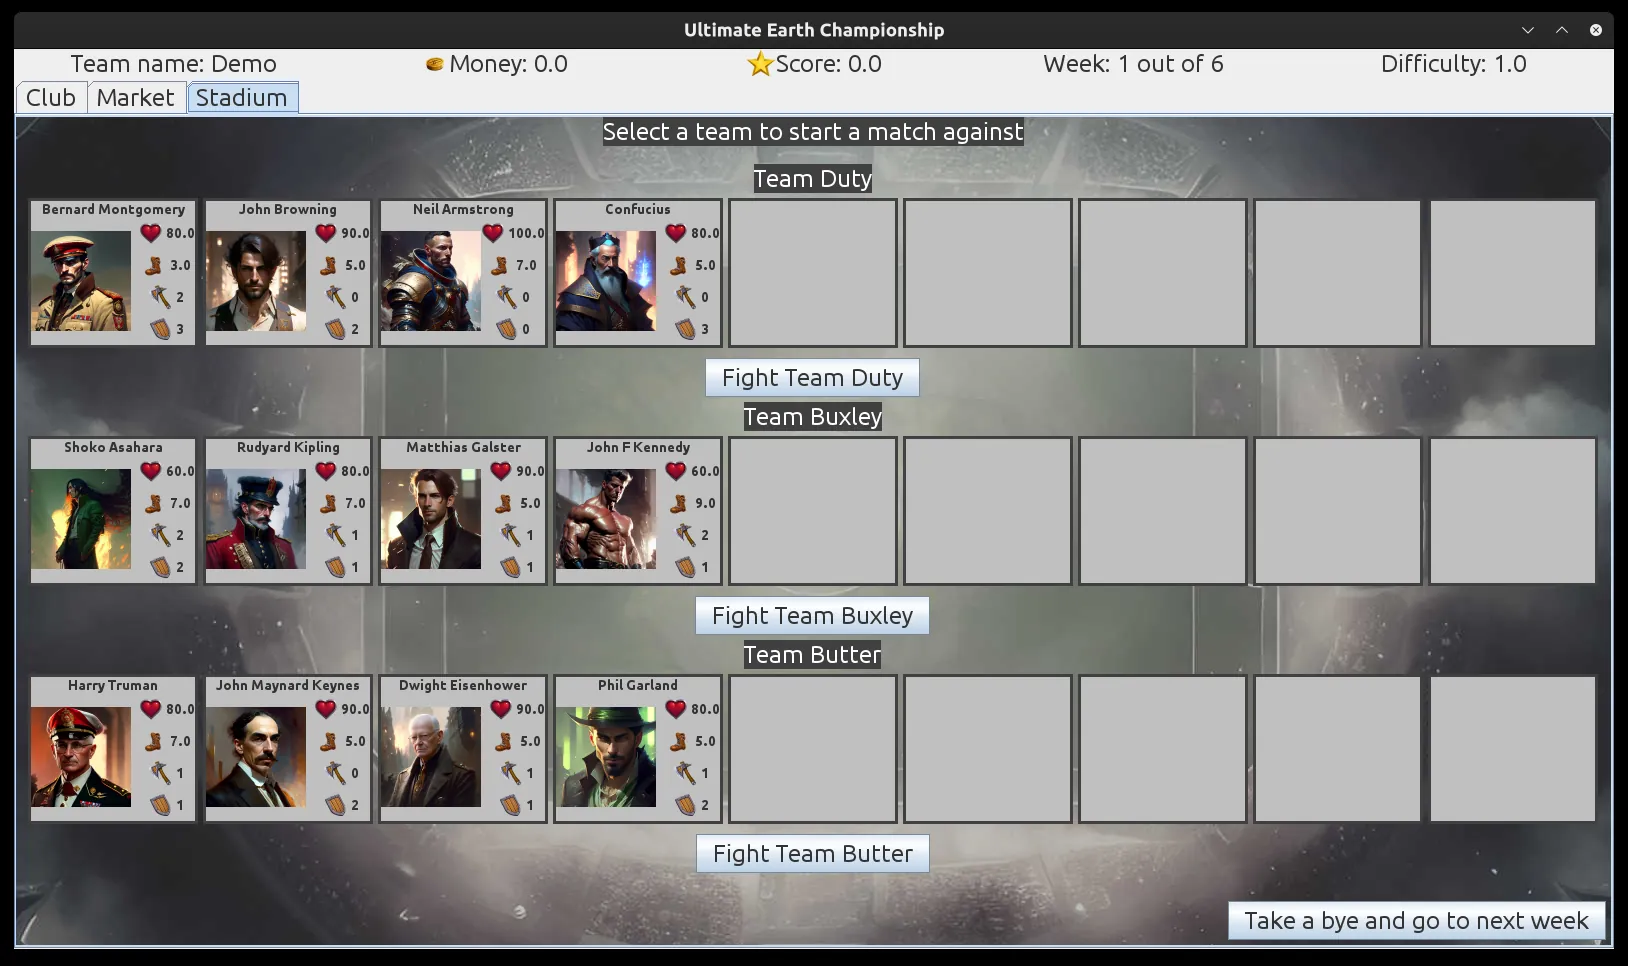 Ultimate Earth Championship
Team name: Demo Money: 0.0 Score: 0.0 Week: 1 out of 6 Difficulty: 1.0
Club Market Stadium
Select a team to start a match against
Team Duty
Bernard Montgomery John Browning Neil Armstrong Confucius
80.0 90.0 100.0 80.0
3.0 5.0 7.0 5.0
2 0 0 0
3 2 0 3
Fight Team Duty
Team Buxley
Shoko Asahara Rudyard Kipling Matthias Galster John F Kennedy
60.0 80.0 90.0 60.0
7.0 7.0 5.0 9.0
2 1 1 2
2 1 1 1
Fight Team Buxley
Team Butter
Harry Truman John Maynard Keynes Dwight Eisenhower Phil Garland
80.0 90.0 90.0 80.0
7.0 5.0 5.0 5.0
1 0 1 1
1 2 1 2
Fight Team Butter
Take a bye and go to next week